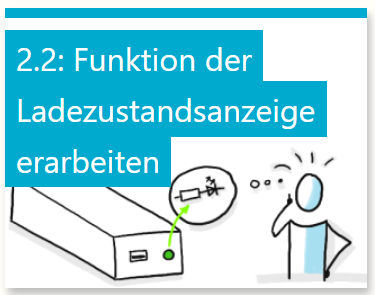 2.2: Funktion der
Ladezustandsanzeige
erarbeiten